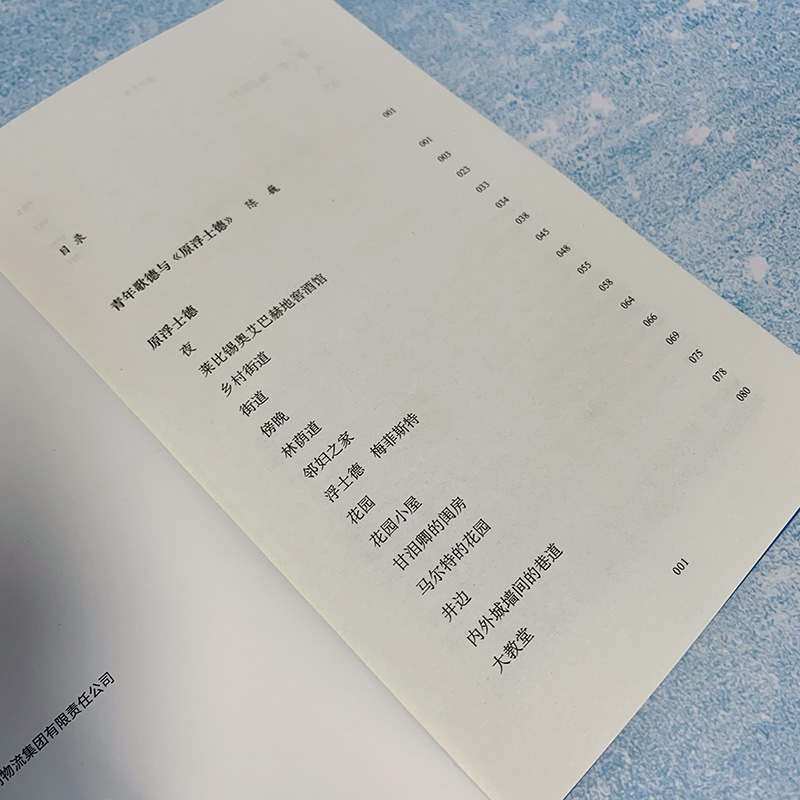 目录
青年歌德与《原浮士德》 陈巍 001
原浮士德 001
夜 003
莱比锡奥艾巴赫地窖酒馆 023
乡村街道 033
街道 034
傍晚 038
林荫道 045
邻妇之家 048
浮士德 梅菲斯特 055
花园 058
花园小屋 064
甘泪卿的闺房 066
马尔特的花园 069
井边 075
内外城墙间的巷道 078
大教堂 080
001
物流集团有限责任公司